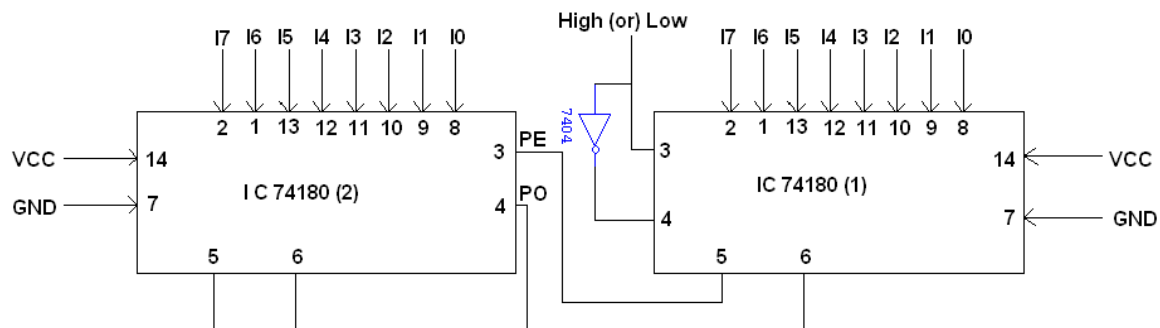 High (or) Low
I7 I6 I5 I4 I3 I2 I1 I0
I7 I6 I5 I4 I3 I2 I1 I0
7404
2 1 13 12 11 10 9 8
2 1 13 12 11 10 9 8
PE
3
3
VCC
14
14
VCC
I C 74180 (2)
IC 74180 (1)
PO
GND
7
4
4
7
GND
5 6
5 6